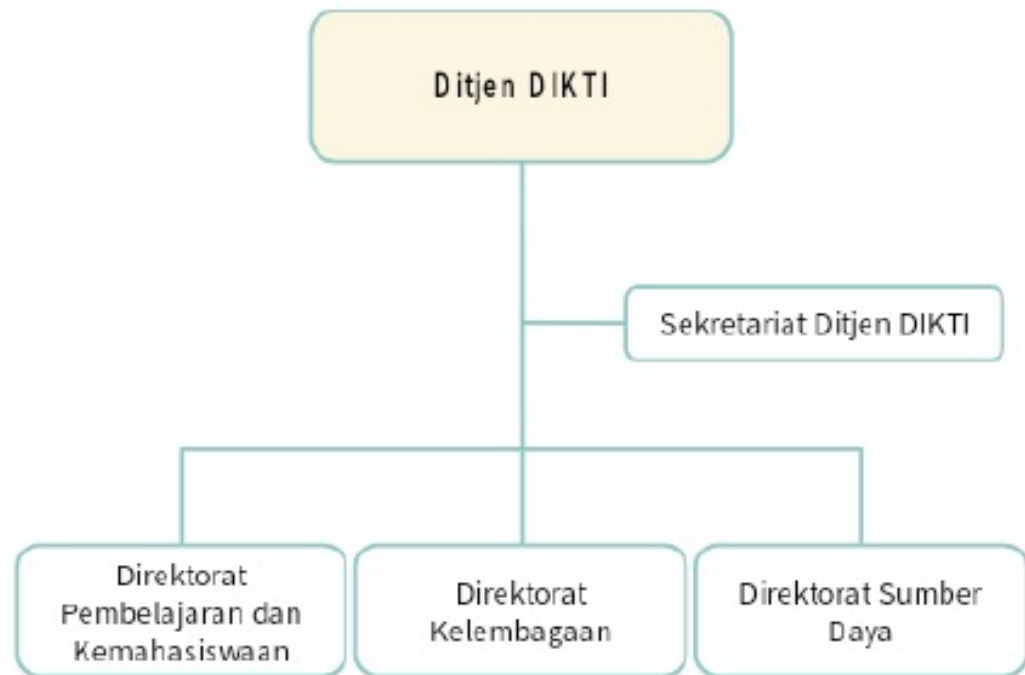 Ditjen DIKTI
Sekretariat Ditjen DIKTI
Direktorat
Pembelajaran dan
Kemahasiswaan
Direktorat
Kelembagaan
Direktorat Sumber
Daya